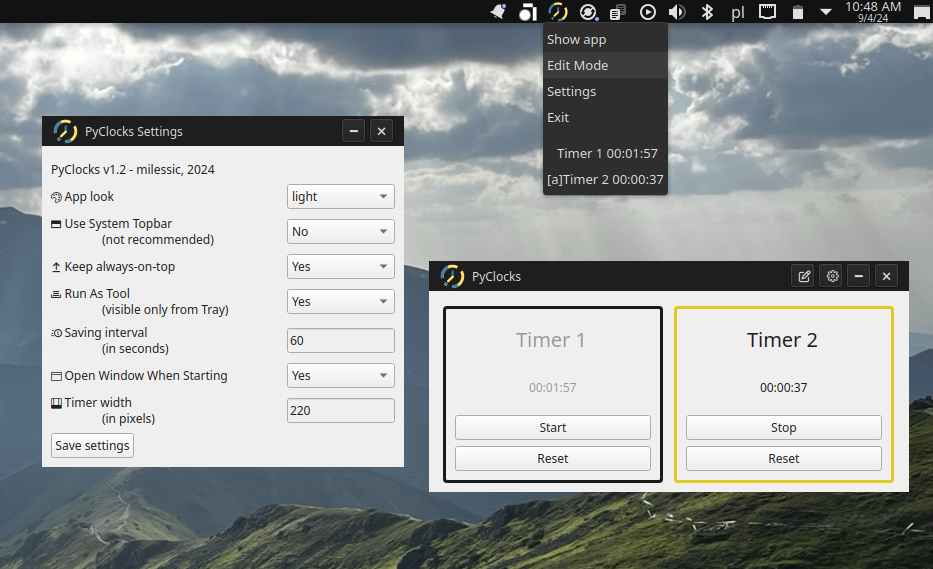 pl
10:48 AM
9/4/24
Show app
Edit Mode
Settings
Exit
Timer 1 00:01:57
[a]Timer 2 00:00:37
PyClocks Settings
PyClocks v1.2 - milessic, 2024
App look
light
Use System Topbar
(not recommended)
No
Keep always-on-top
Yes
Run As Tool
(visible only from Tray)
Yes
Saving interval
(in seconds)
60
Open Window When Starting
Yes
Timer width
(in pixels)
220
Save settings
PyClocks
Timer 1
00:01:57
Start
Reset
Timer 2
00:00:37
Stop
Reset